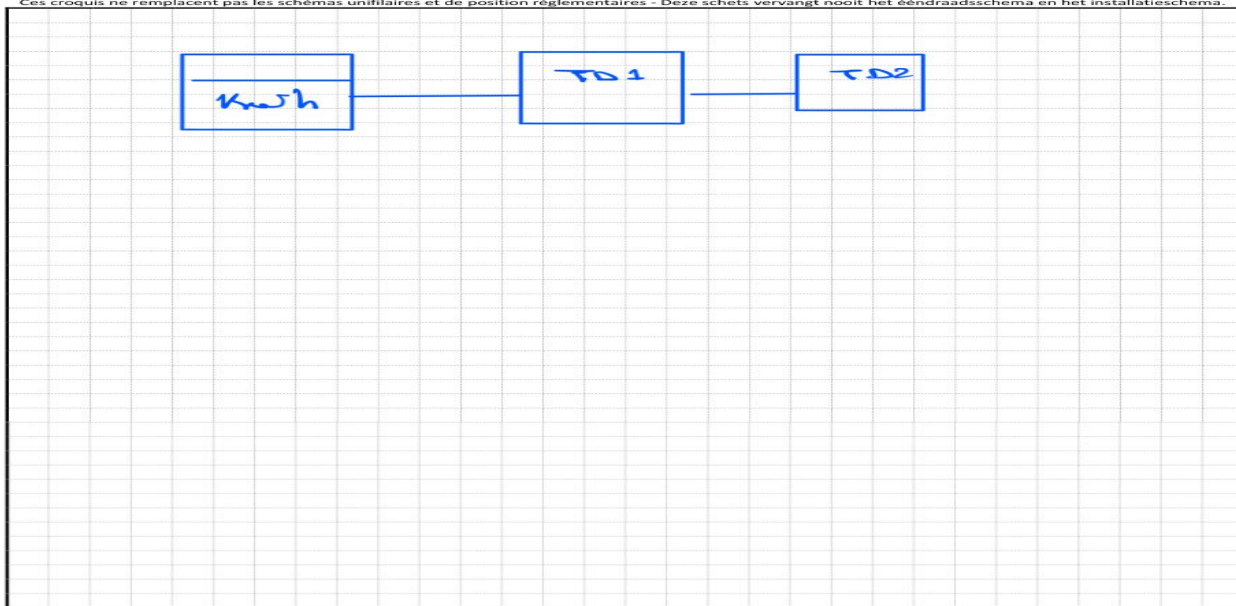 Ces croquis ne remplacent pas les schémas unifilaires et de position réglementaires - Deze schets vervangt nooit het ééndraadsschema en het installatieschema.
KWh TD1 TD2